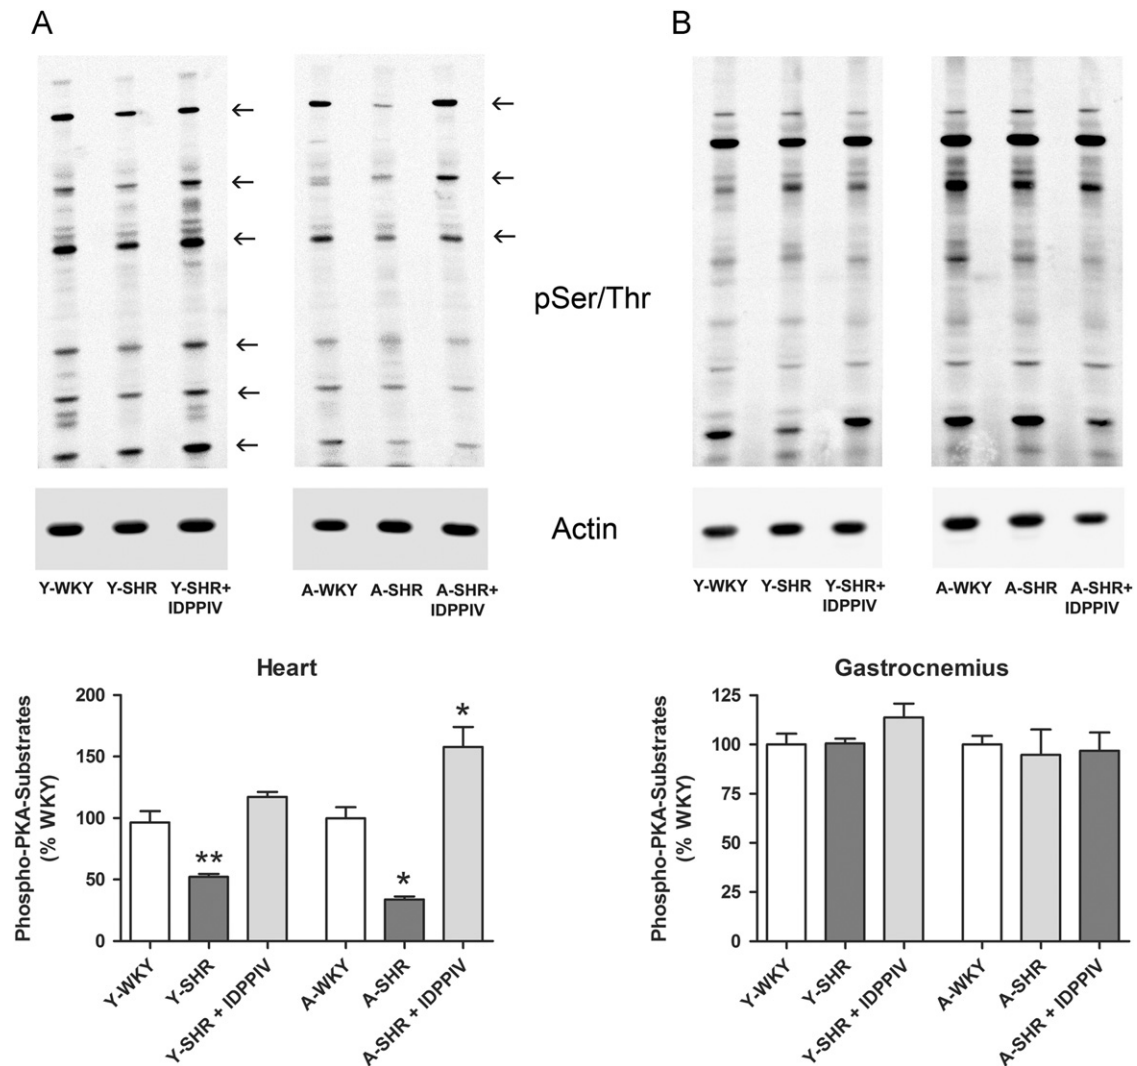 A
B
pSer/Thr
Actin
Y-WKY Y-SHR Y-SHR+
IDPPIV
A-WKY A-SHR A-SHR+
IDPPIV
Y-WKY Y-SHR Y-SHR+
IDPPIV
A-WKY A-SHR A-SHR+
IDPPIV
Heart
Phospho-PKA-Substrates
(% WKY)
200
150
100
50
0
**
*
*
Y-WKY
Y-SHR
Y-SHR + IDPPIV
A-WKY
A-SHR
A-SHR + IDPPIV
Gastrocnemius
Phospho-PKA-Substrates
(% WKY)
125
100
75
50
25
0
Y-WKY
Y-SHR
Y-SHR + IDPPIV
A-WKY
A-SHR
A-SHR + IDPPIV